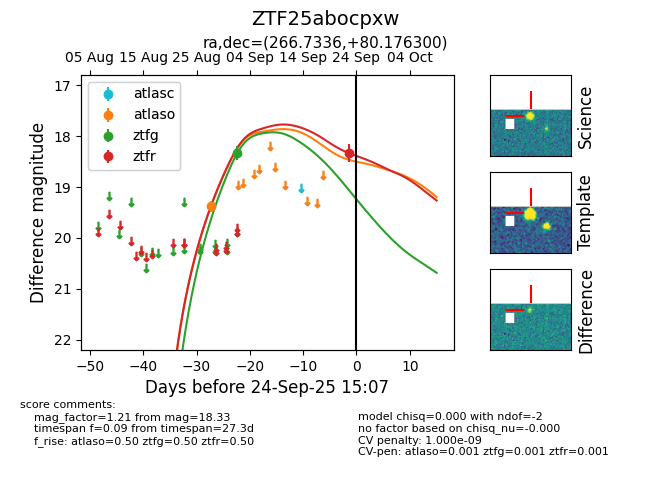 ZTF25abocpxw
ra,dec=(266.7336,+80.176300)
05 Aug 15 Aug 25 Aug 04 Sep 14 Sep 24 Sep 04 Oct
atlasc
atlaso
ztfg
ztfr
17
18
19
20
21
22
Difference magnitude
−50 −40 −30 −20 −10 0 10
Days before 24-Sep-25 15:07
Science
Template
Difference
score comments:
mag_factor=1.21 from mag=18.33
timespan f=0.09 from timespan=27.3d
f_rise: atlaso=0.50 ztfg=0.50 ztfr=0.50
model chisq=0.000 with ndof=-2
no factor based on chisq_nu=-0.000
CV penalty: 1.000e-09
CV-pen: atlaso=0.001 ztfg=0.001 ztfr=0.001